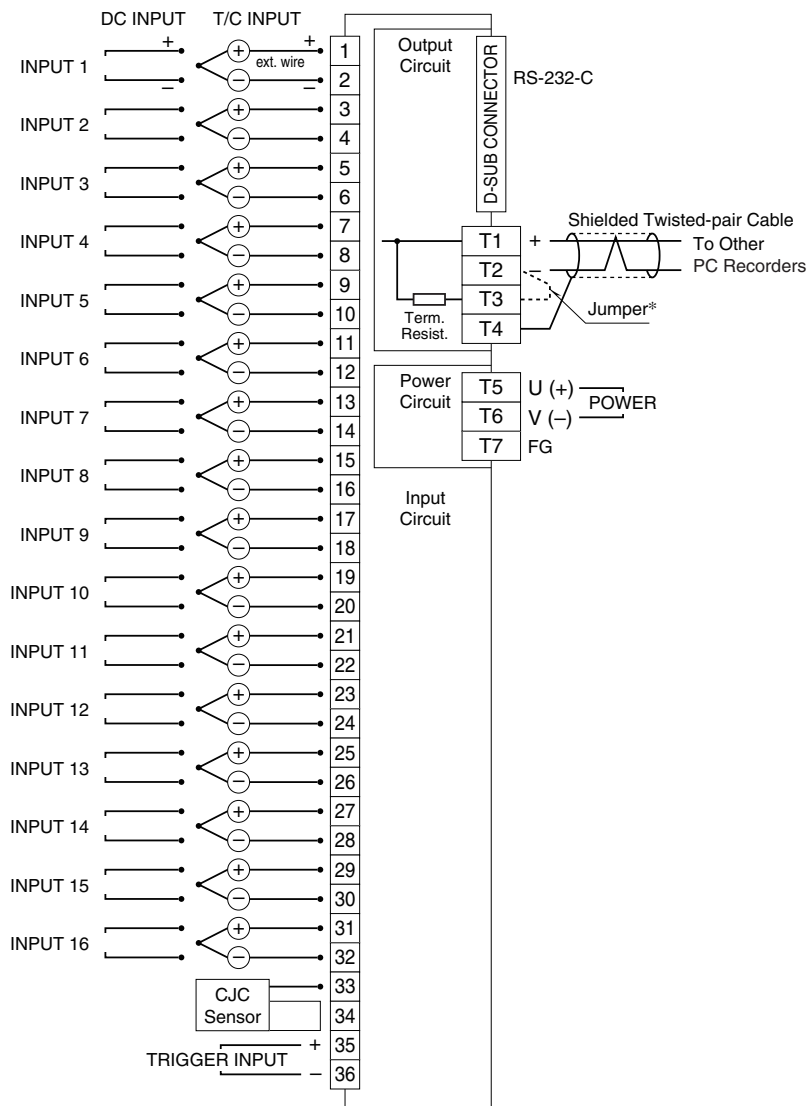 DC INPUT T/C INPUT
INPUT 1 + − + − ext. wire + − 1 2
INPUT 2 + − 3 4
INPUT 3 + − 5 6
INPUT 4 + − 7 8
INPUT 5 + − 9 10
INPUT 6 + − 11 12
INPUT 7 + − 13 14
INPUT 8 + − 15 16
INPUT 9 + − 17 18
INPUT 10 + − 19 20
INPUT 11 + − 21 22
INPUT 12 + − 23 24
INPUT 13 + − 25 26
INPUT 14 + − 27 28
INPUT 15 + − 29 30
INPUT 16 + − 31 32
CJC
Sensor
33
34
TRIGGER INPUT + − 35 36
Output
Circuit
D-SUB CONNECTOR
RS-232-C
Shielded Twisted-pair Cable
T1 +
T2 −
T3
T4
To Other
PC Recorders
Term.
Resist.
Jumper*
Power
Circuit
T5 U (+)
T6 V (–)
T7 FG
POWER
Input
Circuit